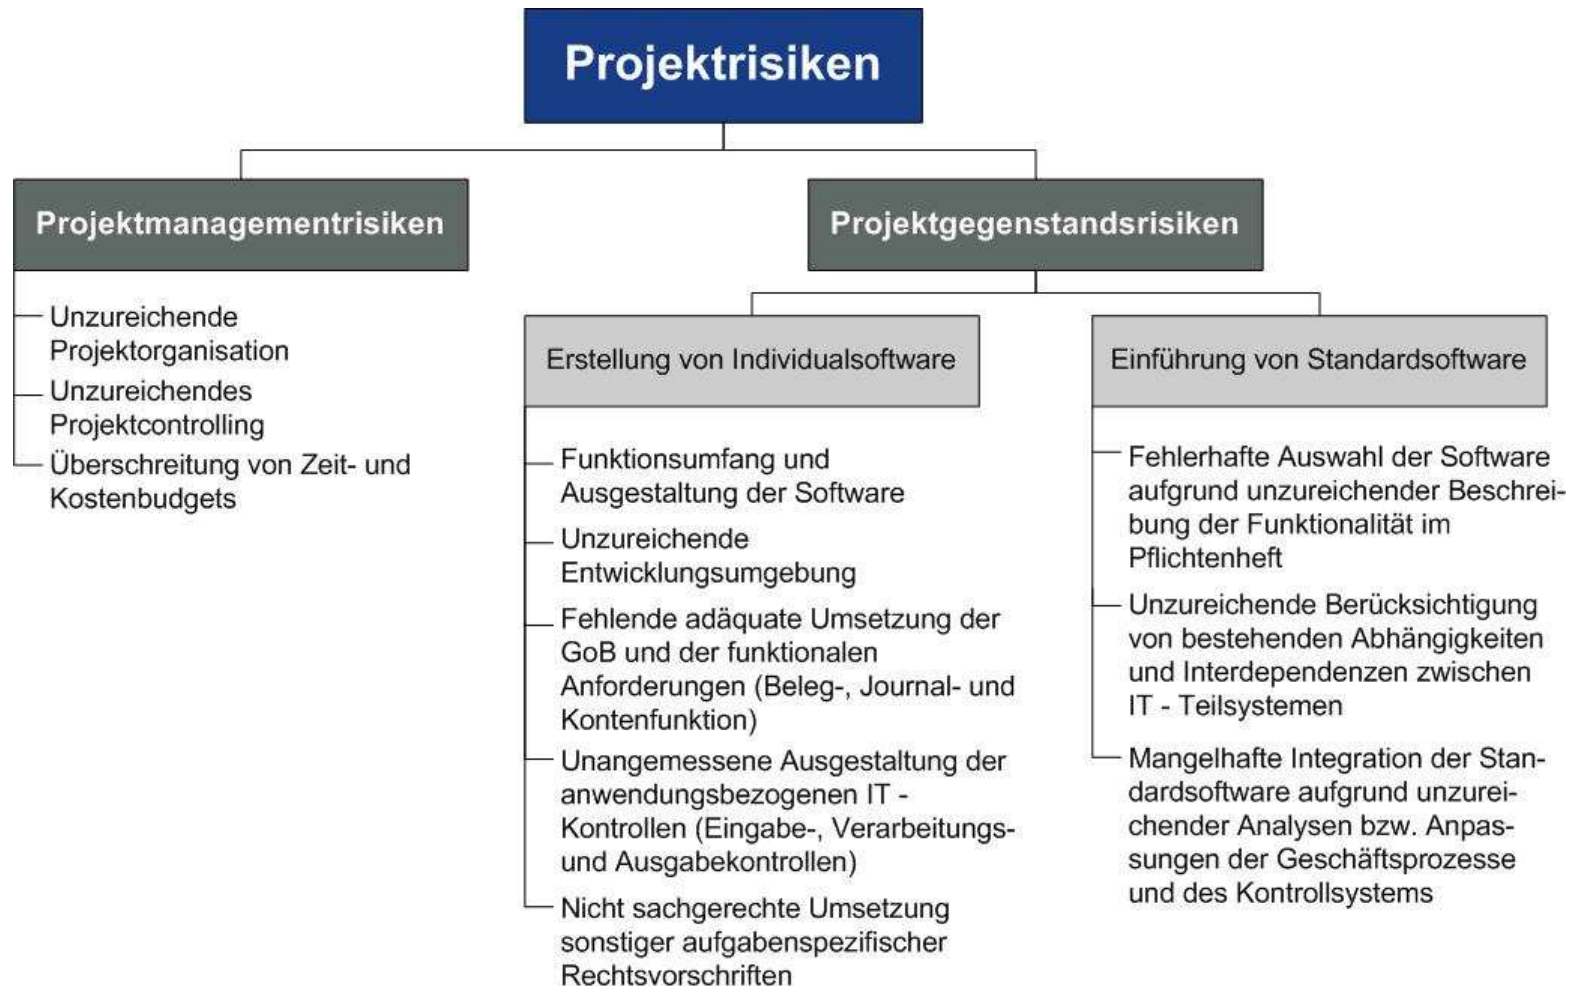 Projektrisiken
Projektmanagementrisiken
Unzureichende
Projektorganisation
Unzureichendes
Projektcontrolling
Überschreitung von Zeit- und
Kostenbudgets
Projektgegenstandsrisiken
Erstellung von Individualsoftware
Funktionsumfang und
Ausgestaltung der Software
Unzureichende
Entwicklungsumgebung
Fehlende adäquate Umsetzung der
GoB und der funktionalen
Anforderungen (Beleg-, Journal- und
Kontenfunktion)
Unangemessene Ausgestaltung der
anwendungsbezogenen IT -
Kontrollen (Eingabe-, Verarbeitungs-
und Ausgabekontrollen)
Nicht sachgerechte Umsetzung
sonstiger aufgabenspezifischer
Rechtsvorschriften
Einführung von Standardsoftware
Fehlerhafte Auswahl der Software
aufgrund unzureichender Beschrei-
bung der Funktionalität im
Pflichtenheft
Unzureichende Berücksichtigung
von bestehenden Abhängigkeiten
und Interdependenzen zwischen
IT - Teilsystemen
Mangelhafte Integration der Stan-
dardsoftware aufgrund unzurei-
chender Analysen bzw. Anpas-
sungen der Geschäftsprozesse
und des Kontrollsystems